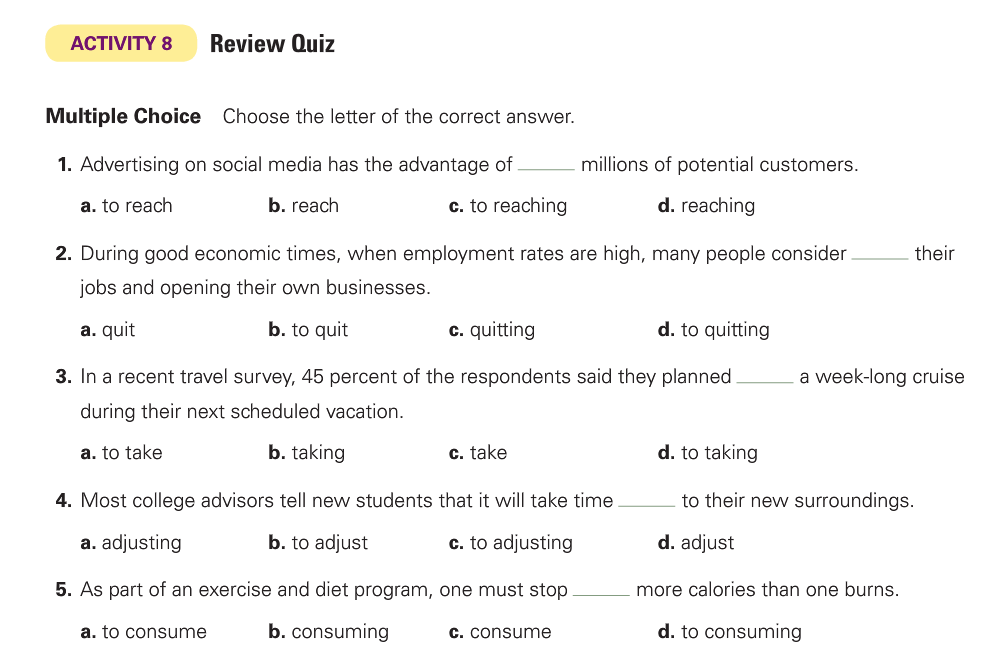 ACTIVITY 8 Review Quiz
Multiple Choice Choose the letter of the correct answer.
1. Advertising on social media has the advantage of _____ millions of potential customers.
a. to reach b. reach c. to reaching d. reaching
2. During good economic times, when employment rates are high, many people consider _____ their
jobs and opening their own businesses.
a. quit b. to quit c. quitting d. to quitting
3. In a recent travel survey, 45 percent of the respondents said they planned _____ a week-long cruise
during their next scheduled vacation.
a. to take b. taking c. take d. to taking
4. Most college advisors tell new students that it will take time _____ to their new surroundings.
a. adjusting b. to adjust c. to adjusting d. adjust
5. As part of an exercise and diet program, one must stop _____ more calories than one burns.
a. to consume b. consuming c. consume d. to consuming